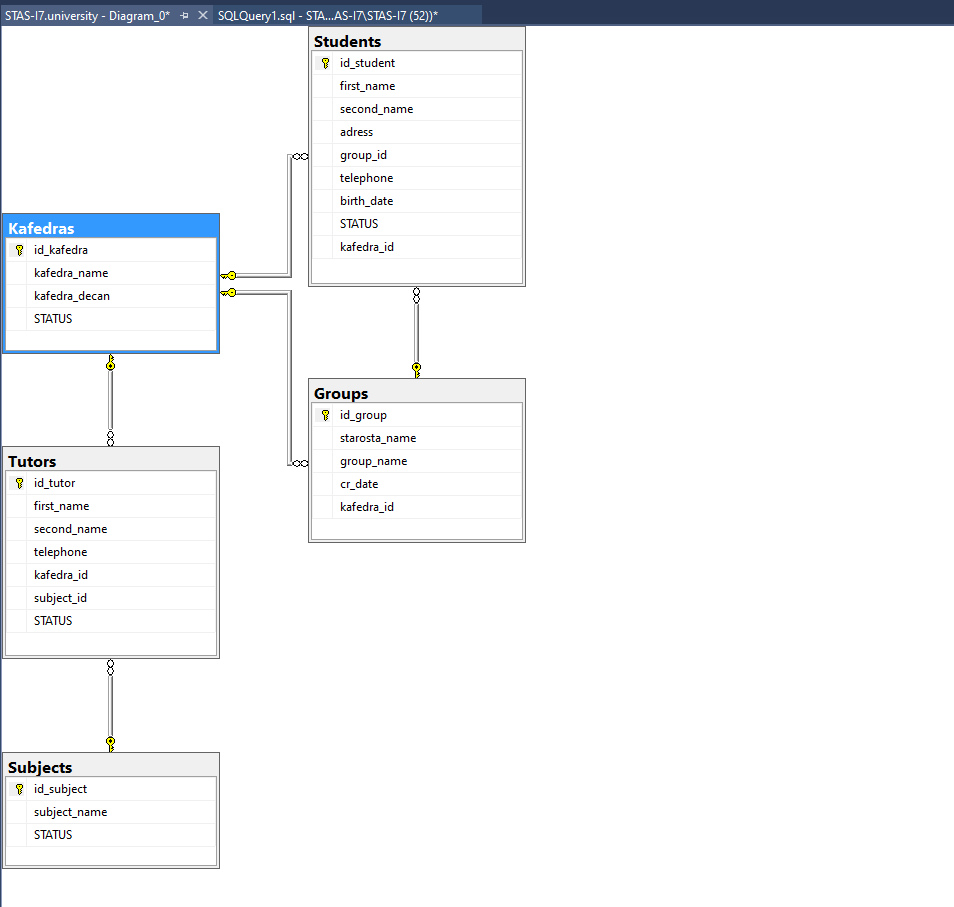 STAS-I7.university - Diagram_0*
SQLQuery1.sql - STA...AS-I7\STAS-I7 (52))*
Students
id_student
first_name
second_name
adress
group_id
telephone
birth_date
STATUS
kafedra_id
Kafedras
id_kafedra
kafedra_name
kafedra_decan
STATUS
Groups
id_group
starosta_name
group_name
cr_date
kafedra_id
Tutors
id_tutor
first_name
second_name
telephone
kafedra_id
subject_id
STATUS
Subjects
id_subject
subject_name
STATUS